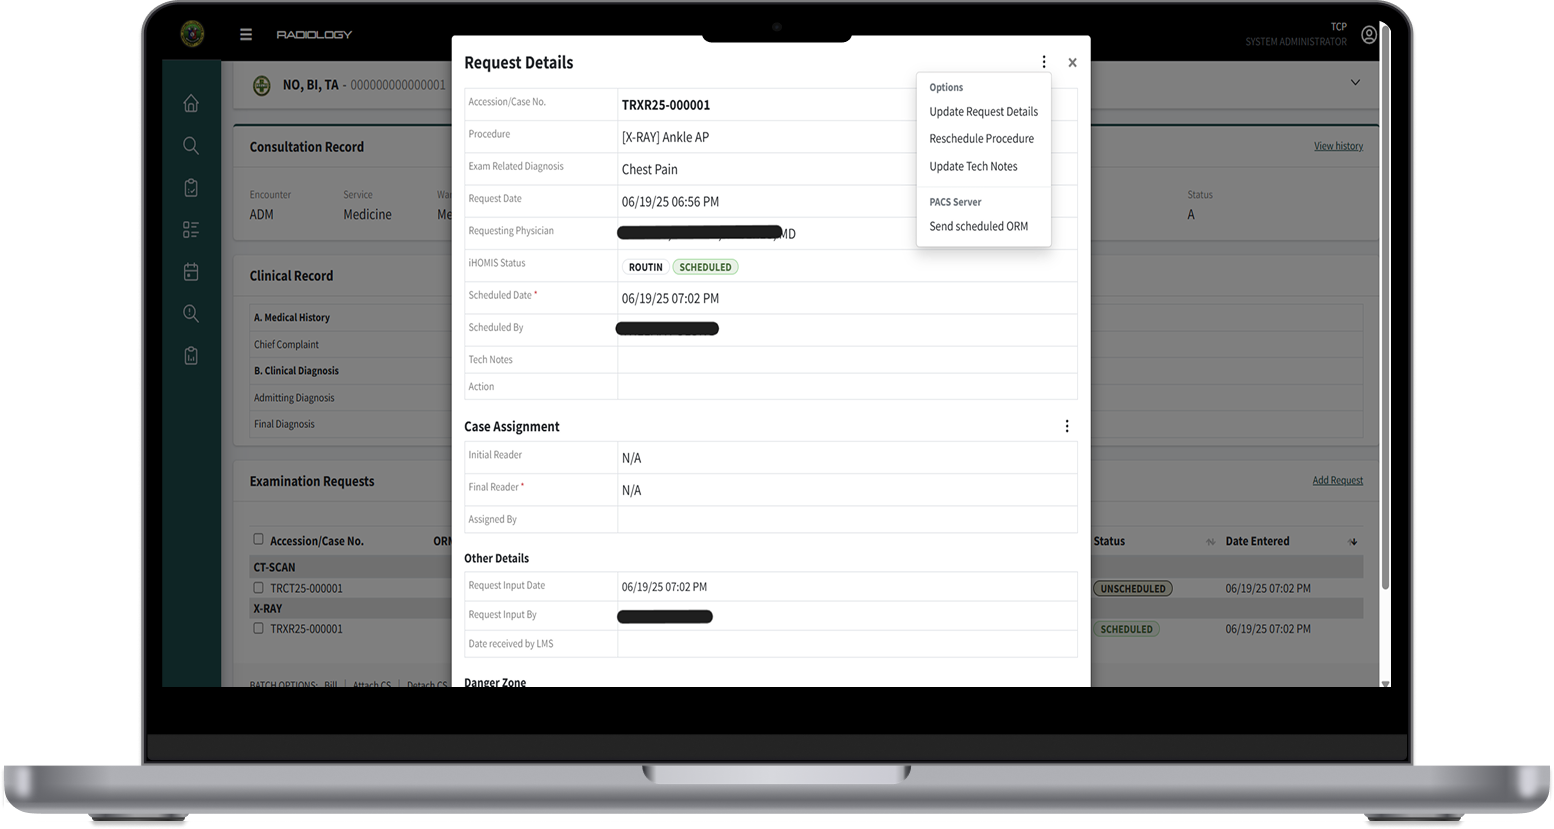 RADIOLOGY
TCP
SYSTEM ADMINISTRATOR
NO, BI, TA - 000000000000001
Consultation Record
View history
Encounter
Service
ADM
Medicine
Status
A
Clinical Record
A. Medical History
Chief Complaint
B. Clinical Diagnosis
Admitting Diagnosis
Final Diagnosis
Examination Requests
Add Request
Accession/Case No.
Status
Date Entered
CT-SCAN
TRCT25-000001
UNSCHEDULED
06/19/25 07:02 PM
X-RAY
TRXR25-000001
SCHEDULED
06/19/25 07:02 PM
BATCH OPTIONS: Bill | Attach CS | Detach CS
Request Details
Accession/Case No. TRXR25-000001
Procedure [X-RAY] Ankle AP
Exam Related Diagnosis Chest Pain
Request Date 06/19/25 06:56 PM
Requesting Physician MD
iHOMIS Status ROUTIN SCHEDULED
Scheduled Date * 06/19/25 07:02 PM
Scheduled By
Tech Notes
Action
Options
Update Request Details
Reschedule Procedure
Update Tech Notes
PACS Server
Send scheduled ORM
Case Assignment
Initial Reader N/A
Final Reader * N/A
Assigned By
Other Details
Request Input Date 06/19/25 07:02 PM
Request Input By
Date received by LMS
Danger Zone